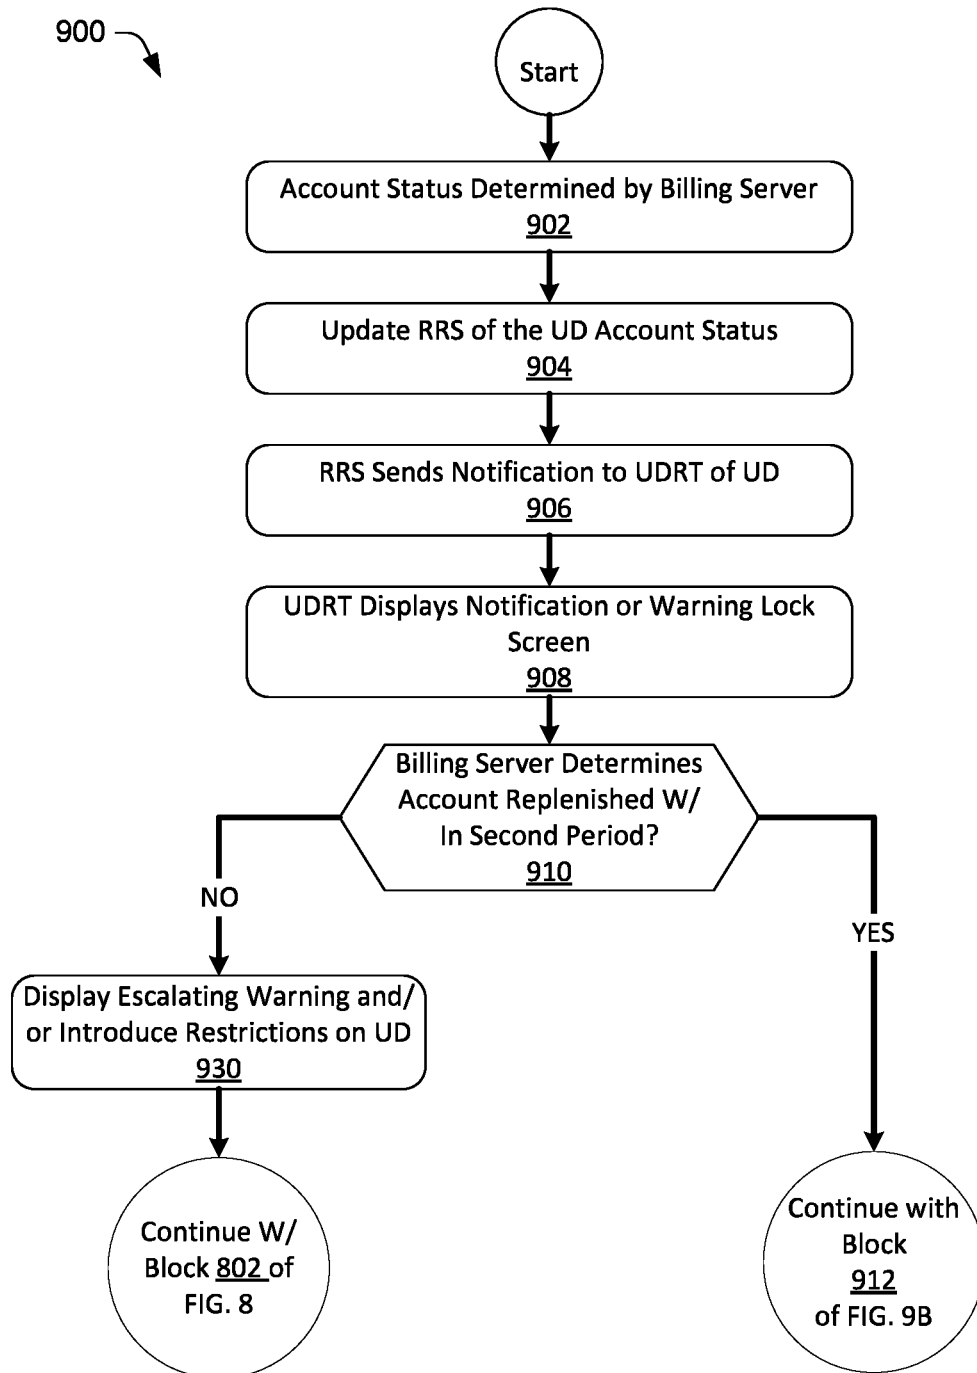 900
Start
Account Status Determined by Billing Server
902
Update RRS of the UD Account Status
904
RRS Sends Notification to UDRT of UD
906
UDRT Displays Notification or Warning Lock
Screen
908
Billing Server Determines
Account Replenished W/
In Second Period?
910
NO
YES
Display Escalating Warning and/
or Introduce Restrictions on UD
930
Continue W/
Block 802 of
FIG. 8
Continue with
Block
912
of FIG. 9B